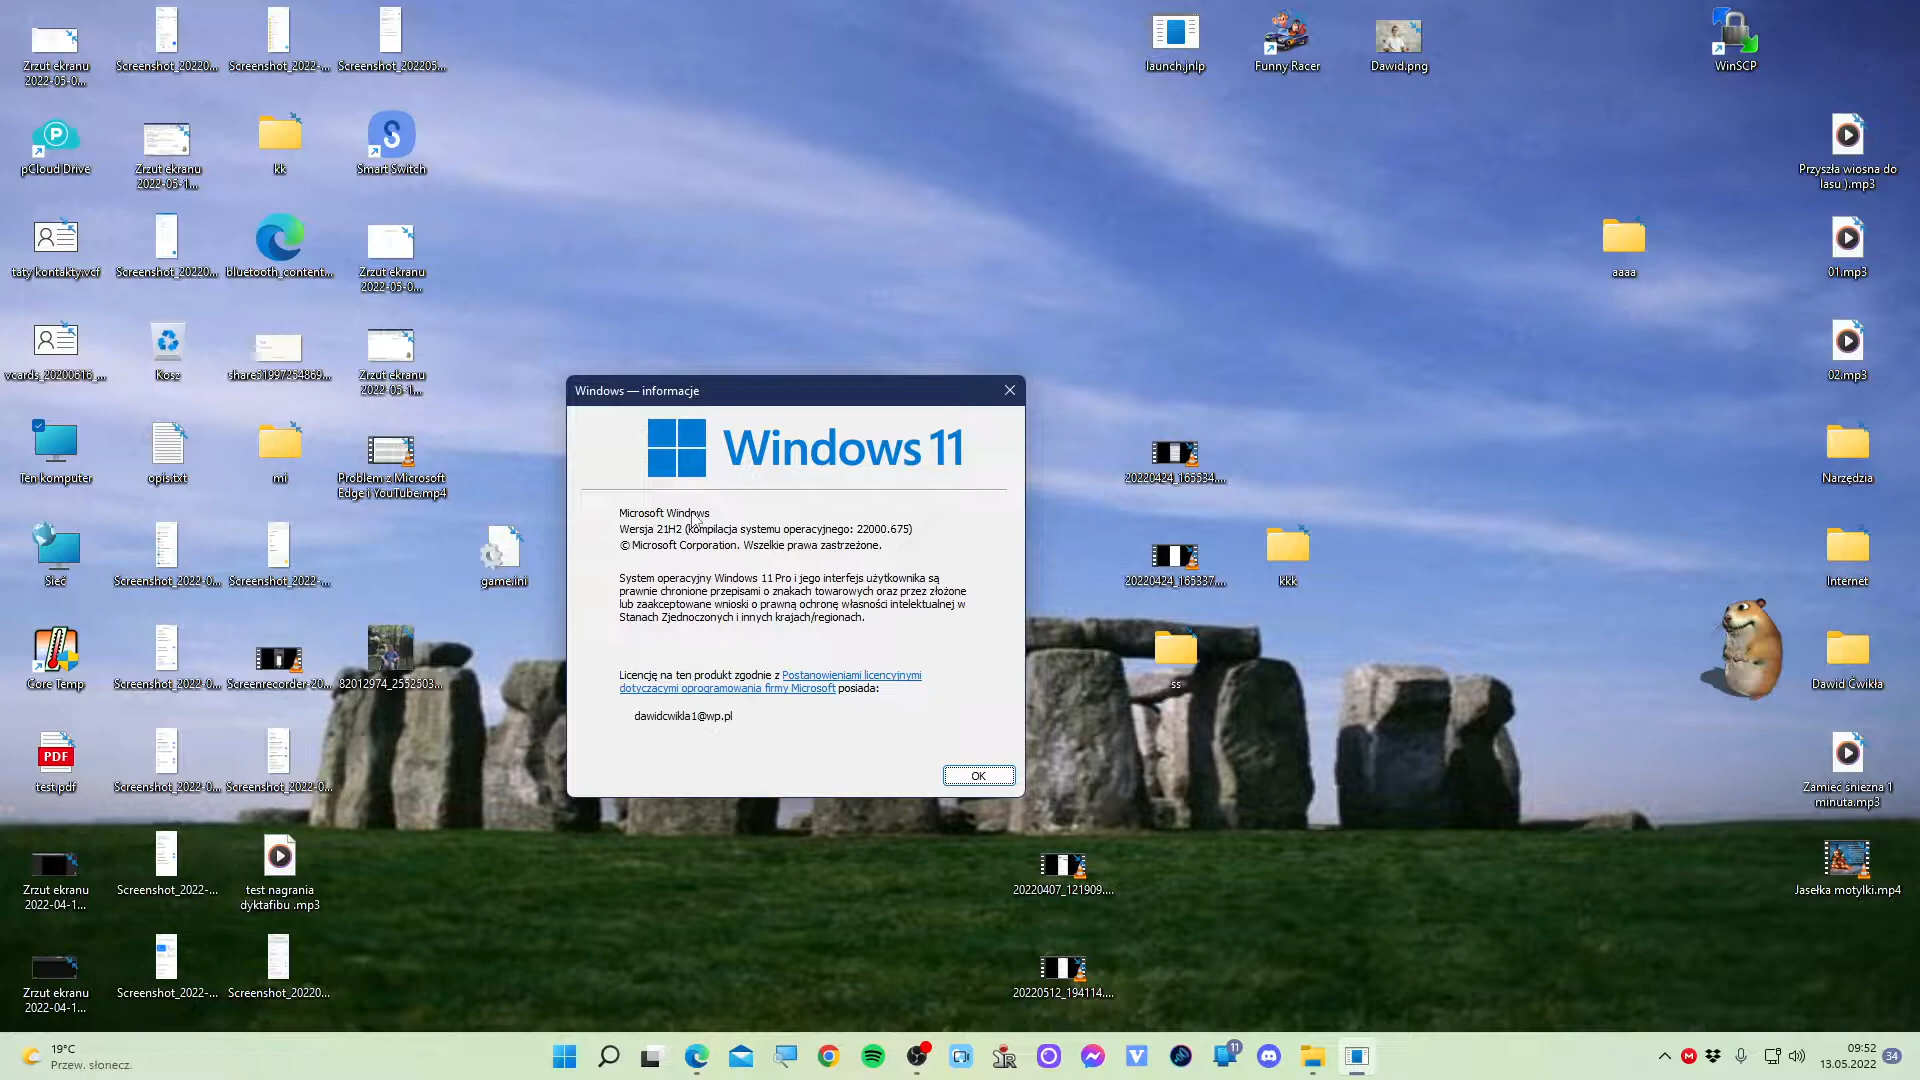 Zrzut ekranu
2022-05-0...
Screenshot_20220...
Screenshot_2022-...
Screenshot_202205...
launch.jnlp
Funny Racer
Dawid.png
WinSCP
pCloud Drive
Zrzut ekranu
2022-05-1...
kk
Smart Switch
Przyszła wiosna do
lasu ).mp3
taty kontakty.vcf
Screenshot_20220...
bluetooth_content...
Zrzut ekranu
2022-05-0...
aaaa
01.mp3
vcards_20200616_...
Kosz
share51997254869...
Zrzut ekranu
2022-05-1...
02.mp3
Windows — informacje
Windows 11
Ten komputer
opis.txt
mi
Problem z Microsoft
Edge i YouTube.mp4
20220424_165534...
Narzędzia
Microsoft Windows
Wersja 21H2 (kompilacja systemu operacyjnego: 22000.675)
© Microsoft Corporation. Wszelkie prawa zastrzeżone.
System operacyjny Windows 11 Pro i jego interfejs użytkownika są
prawnie chronione przepisami o znakach towarowych oraz przez złożone
lub zaakceptowane wnioski o prawną ochronę własności intelektualnej w
Stanach Zjednoczonych i innych krajach/regionach.
Licencję na ten produkt zgodnie z Postanowieniami licencyjnymi
dotyczącymi oprogramowania firmy Microsoft posiada:
dawidcwikla1@wp.pl
OK
Sieć
Screenshot_2022-0...
Screenshot_2022-...
game.ini
20220424_165337...
kkk
Internet
Core Temp
Screenshot_2022-0...
Screenrecorder-20...
82012974_2552503...
ss
Dawid Ćwikła
PDF
test.pdf
Screenshot_2022-0...
Screenshot_2022-0...
Zamieć śnieżna 1
minuta.mp3
Zrzut ekranu
2022-04-1...
Screenshot_2022-...
test nagrania
dyktafibu .mp3
20220407_121909....
Jasełka motylki.mp4
Zrzut ekranu
2022-04-1...
Screenshot_2022-...
Screenshot_20220...
20220512_194114....
19°C
Przew. słonecz.
11
09:52
13.05.2022
34